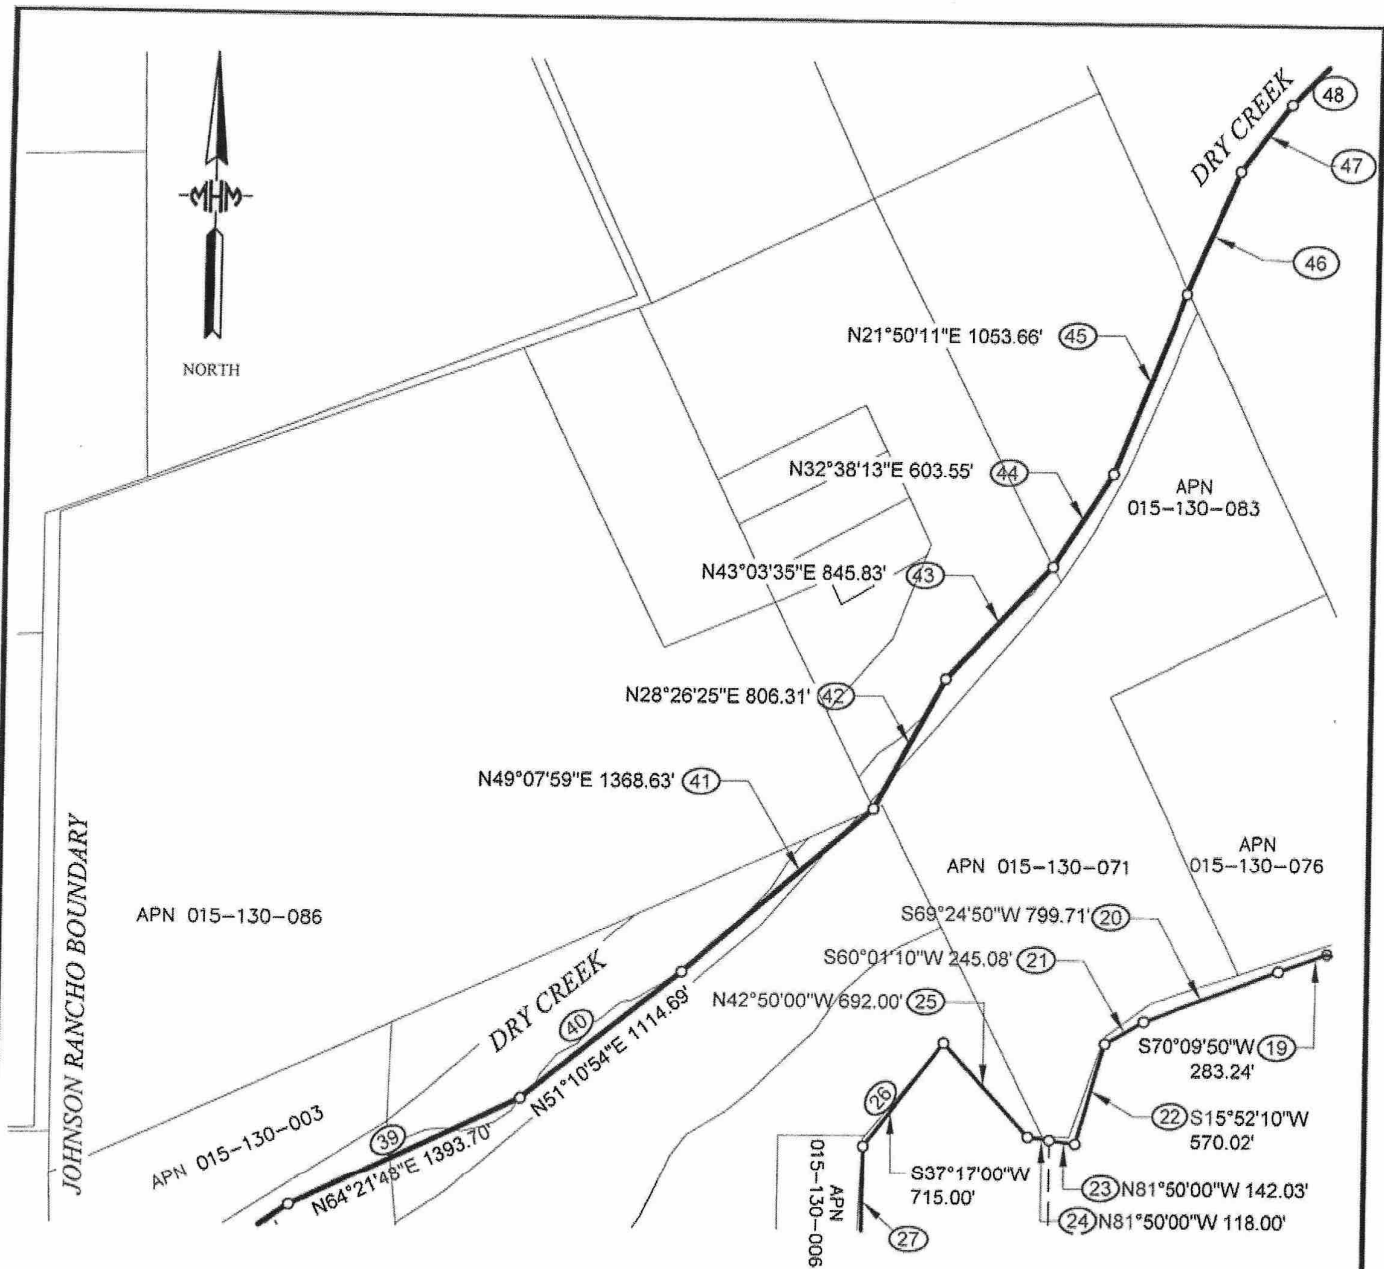 DRY CREEK
48
47
46
MHM
NORTH
N21°50'11"E 1053.66' 45
N32°38'13"E 603.55' 44
APN
015-130-083
N43°03'35"E 845.83' 43
N28°26'25"E 806.31' 42
N49°07'59"E 1368.63' 41
JOHNSON RANCHO BOUNDARY
APN 015-130-086
APN 015-130-071
APN
015-130-076
S69°24'50"W 799.71' 20
S60°01'10"W 245.08' 21
N42°50'00"W 692.00' 25
DRY CREEK
40
N51°10'54"E 1114.69'
S70°09'50"W 19
283.24'
26
22 S15°52'10"W
570.02'
APN 015-130-003
39
N64°21'48"E 1393.70'
S37°17'00"W
715.00'
APN
015-130-006
23 N81°50'00"W 142.03'
24 N81°50'00"W 118.00'
27